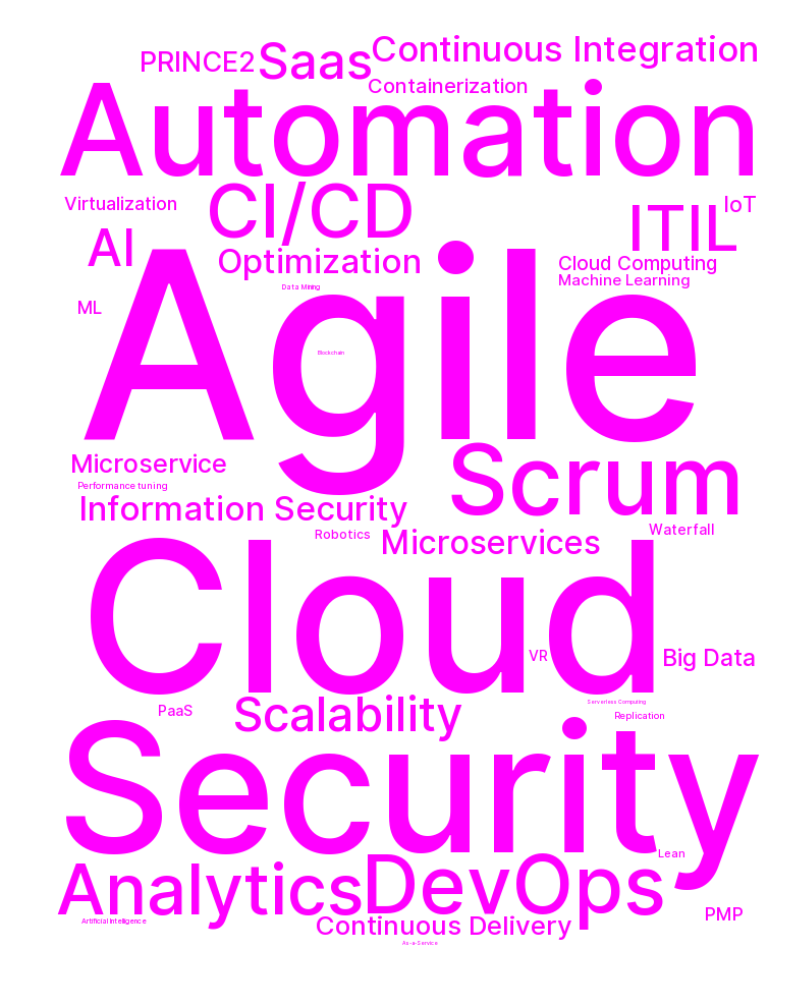 Continuous Integration
PRINCE2
Saas
Containerization
Automation
Virtualization
CI/CD
IoT
ITIL
AI
Optimization
Cloud Computing
Machine Learning
Data Mining
ML
Agile
Blockchain
Microservice
Scrum
Performance tuning
Information Security
Waterfall
Robotics
Microservices
Cloud
VR
Big Data
Serverless Computing
PaaS
Scalability
Replication
Security
Lean
Analytics
DevOps
PMP
Artificial Intelligence
Continuous Delivery
As-a-Service